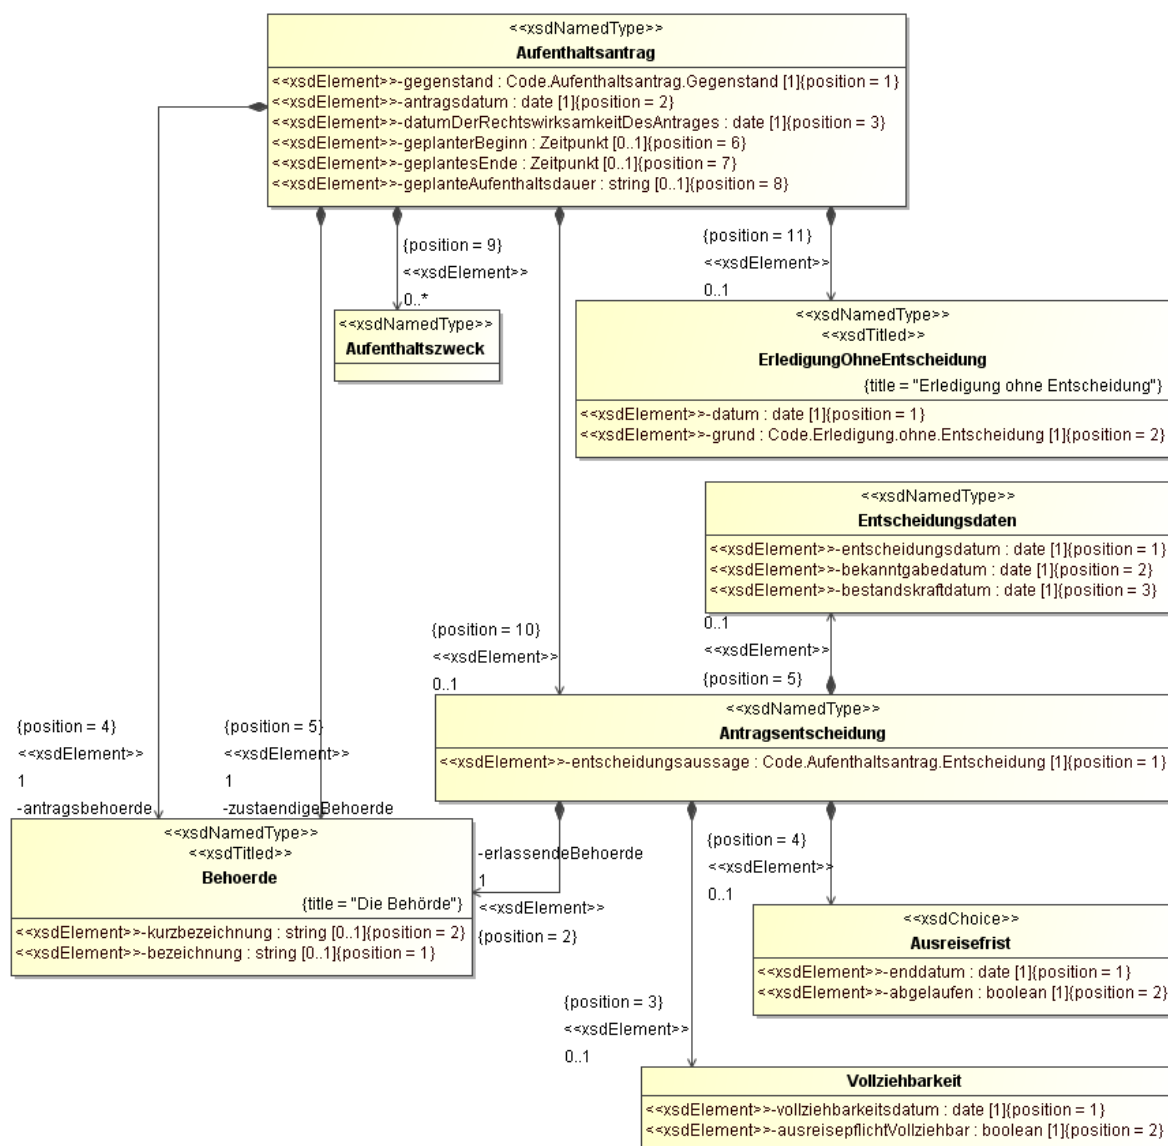 <<xsdNamedType>>
Aufenthaltsantrag
<<xsdElement>>-gegenstand : Code.Aufenthaltsantrag.Gegenstand [1]{position = 1}
<<xsdElement>>-antragsdatum : date [1]{position = 2}
<<xsdElement>>-datumDerRechtswirksamkeitDesAntrages : date [1]{position = 3}
<<xsdElement>>-geplanterBeginn : Zeitpunkt [0..1]{position = 6}
<<xsdElement>>-geplantesEnde : Zeitpunkt [0..1]{position = 7}
<<xsdElement>>-geplanteAufenthaltsdauer : string [0..1]{position = 8}
{position = 9}
<<xsdElement>>
0..*
{position = 11}
<<xsdElement>>
0..1
<<xsdNamedType>>
Aufenthaltszweck
<<xsdNamedType>>
<<xsdTitled>>
ErledigungOhneEntscheidung
{title = "Erledigung ohne Entscheidung"}
<<xsdElement>>-datum : date [1]{position = 1}
<<xsdElement>>-grund : Code.Erledigung.ohne.Entscheidung [1]{position = 2}
<<xsdNamedType>>
Entscheidungsdaten
<<xsdElement>>-entscheidungsdatum : date [1]{position = 1}
<<xsdElement>>-bekanntgabedatum : date [1]{position = 2}
<<xsdElement>>-bestandskraftdatum : date [1]{position = 3}
0..1
<<xsdElement>>
{position = 5}
{position = 10}
<<xsdElement>>
0..1
<<xsdNamedType>>
Antragsentscheidung
<<xsdElement>>-entscheidungsaussage : Code.Aufenthaltsantrag.Entscheidung [1]{position = 1}
{position = 4}
<<xsdElement>>
1
-antragsbehoerde
{position = 5}
<<xsdElement>>
1
-zustaendigeBehoerde
<<xsdNamedType>>
<<xsdTitled>>
Behoerde
{title = "Die Behörde"}
<<xsdElement>>-kurzbezeichnung : string [0..1]{position = 2}
<<xsdElement>>-bezeichnung : string [0..1]{position = 1}
-erlassendeBehoerde
1
<<xsdElement>>
{position = 2}
{position = 4}
<<xsdElement>>
0..1
<<xsdChoice>>
Ausreisefrist
<<xsdElement>>-enddatum : date [1]{position = 1}
<<xsdElement>>-abgelaufen : boolean [1]{position = 2}
{position = 3}
<<xsdElement>>
0..1
Vollziehbarkeit
<<xsdElement>>-vollziehbarkeitsdatum : date [1]{position = 1}
<<xsdElement>>-ausreisepflichtVollziehbar : boolean [1]{position = 2}